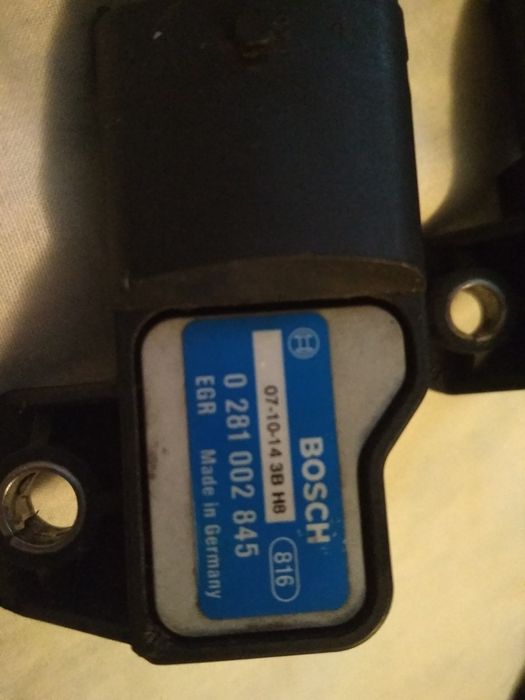 BOSCH
07-10-14 3B H8
816
0 281 002 845
EGR Made in Germany